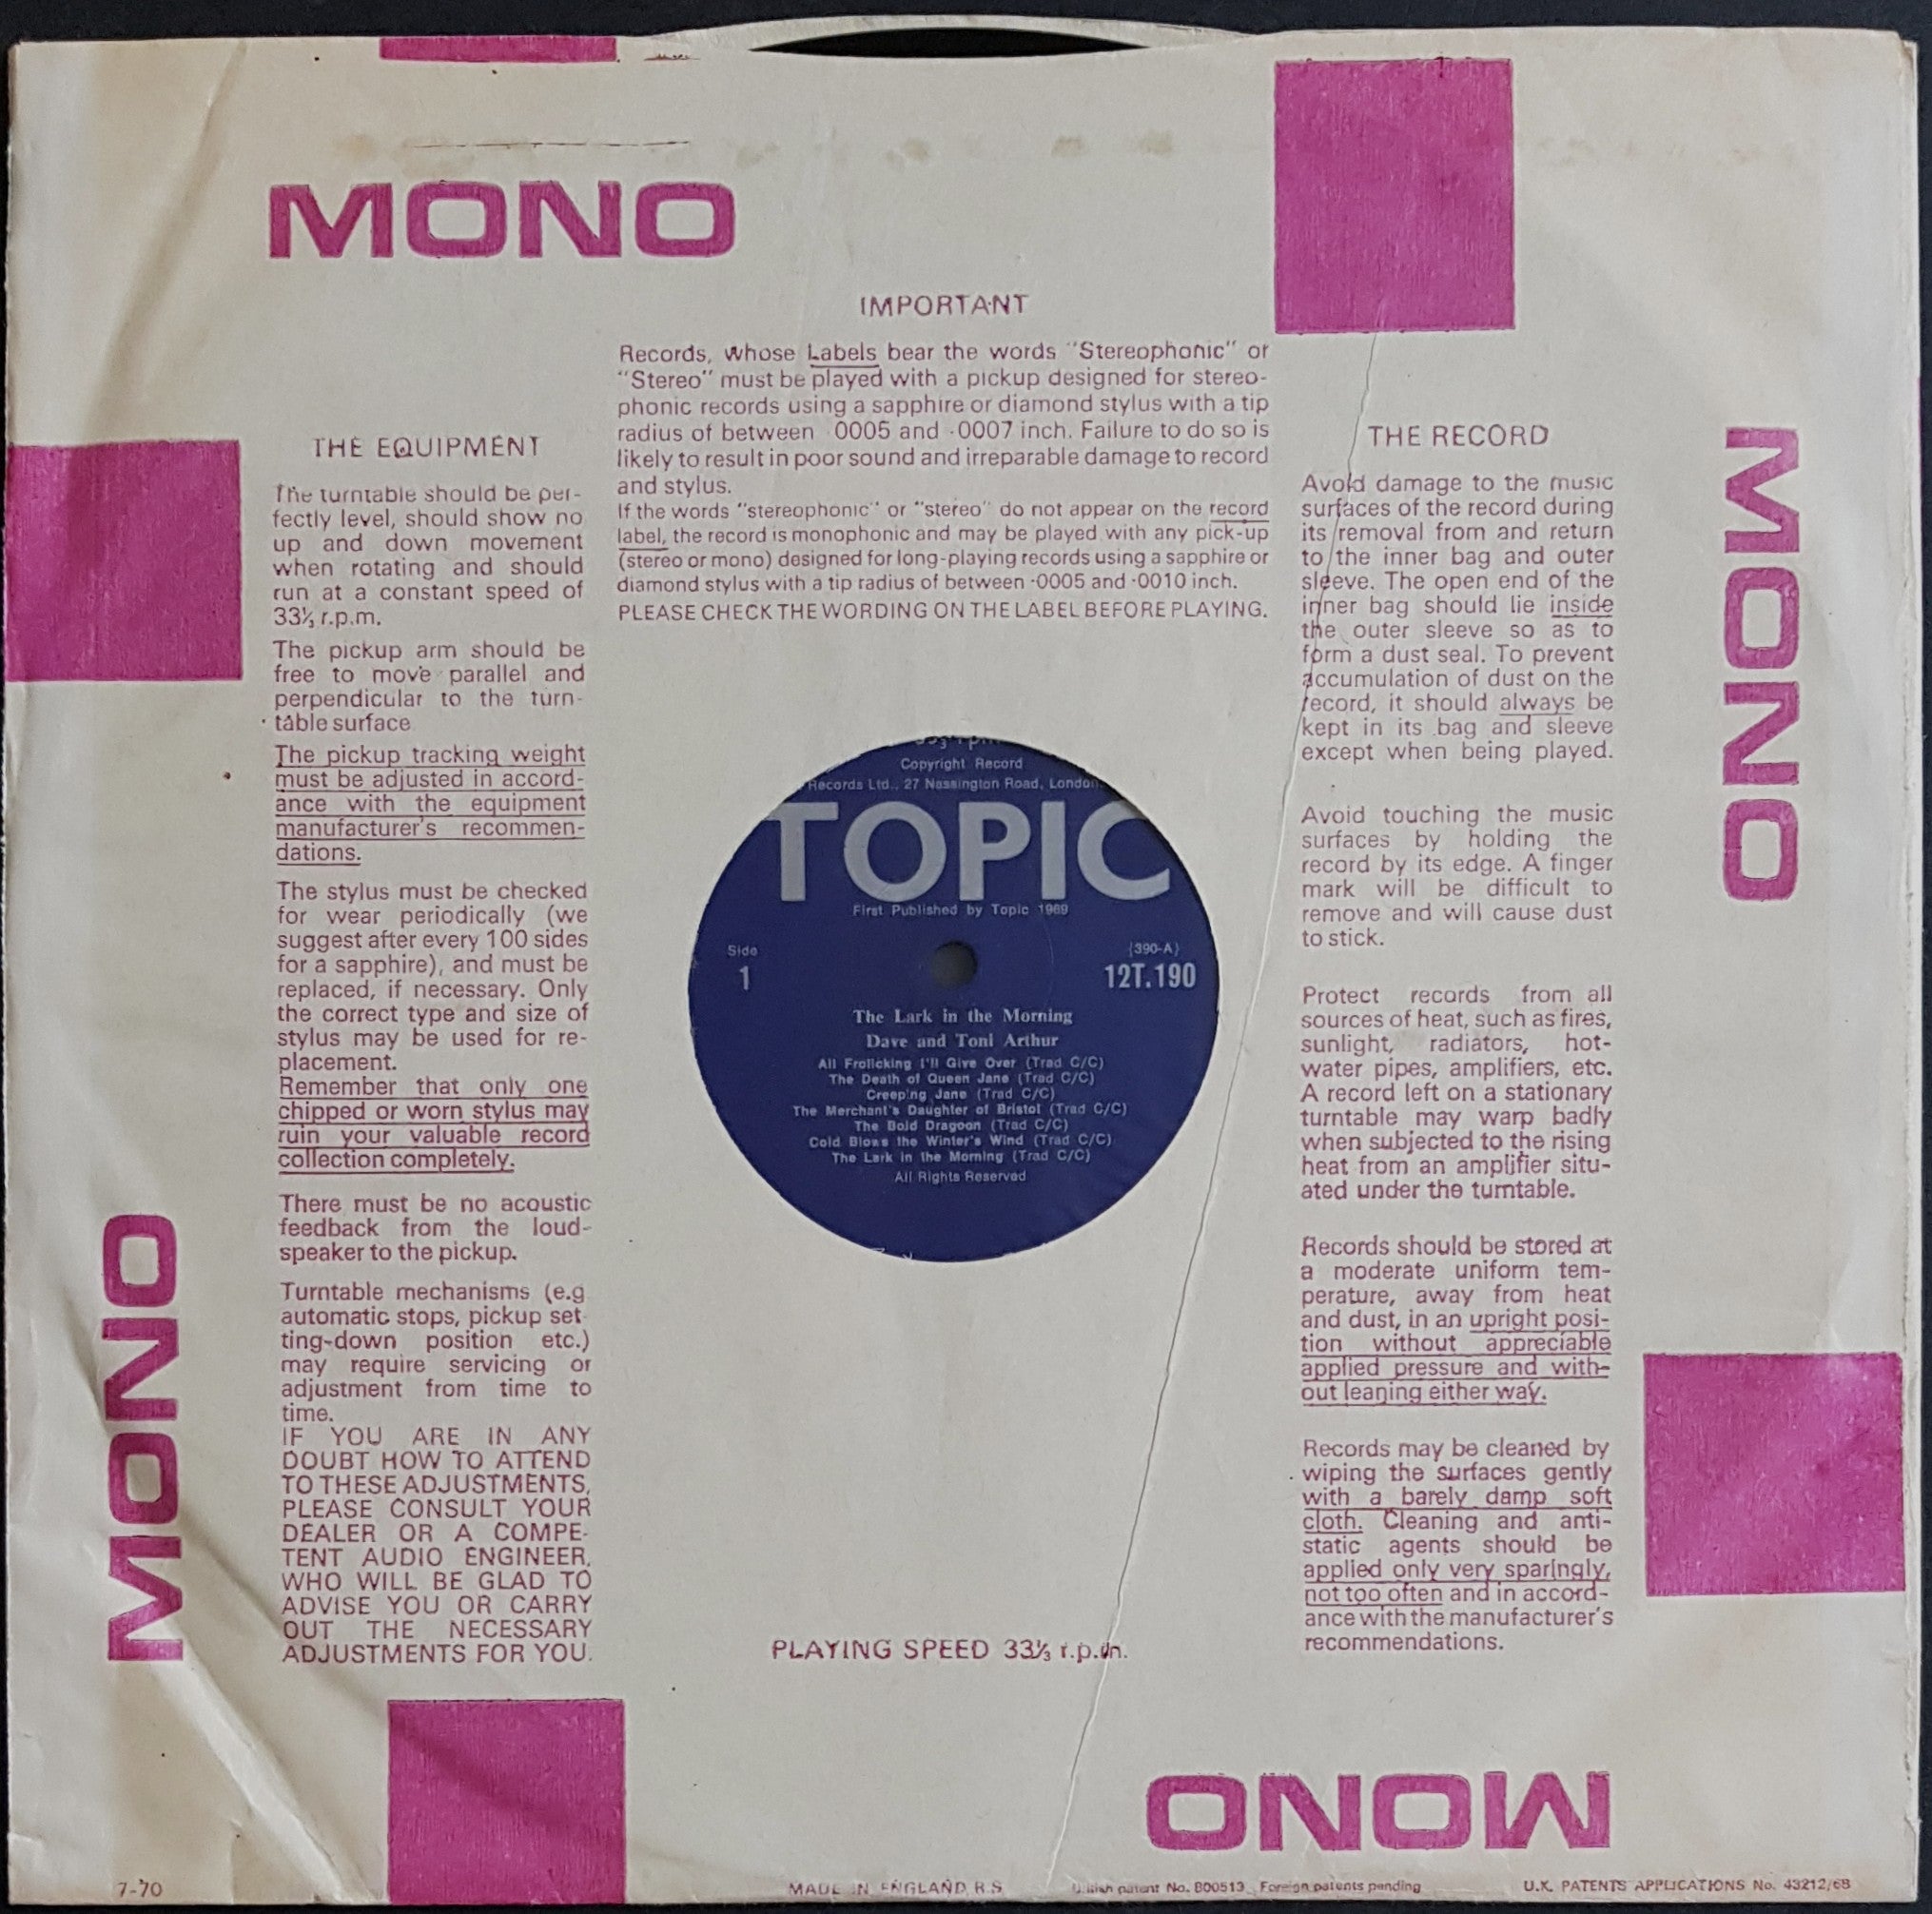 MONO
IMPORTANT
Records, whose Labels bear the words "Stereophonic" or
"Stereo" must be played with a pickup designed for stereo-
phonic records using a sapphire or diamond stylus with a tip
radius of between ·0005 and ·0007 inch. Failure to do so is
likely to result in poor sound and irreparable damage to record
and stylus.
If the words "stereophonic" or "stereo" do not appear on the record
label, the record is monophonic and may be played with any pick-up
(stereo or mono) designed for long-playing records using a sapphire or
diamond stylus with a tip radius of between ·0005 and ·0010 inch.
PLEASE CHECK THE WORDING ON THE LABEL BEFORE PLAYING.
THE EQUIPMENT
The turntable should be per-
fectly level, should show no
up and down movement
when rotating and should
run at a constant speed of
33⅓ r.p.m.
The pickup arm should be
free to move parallel and
perpendicular to the turn-
table surface
The pickup tracking weight
must be adjusted in accord-
ance with the equipment
manufacturer's recommen-
dations.
The stylus must be checked
for wear periodically (we
suggest after every 100 sides
for a sapphire), and must be
replaced, if necessary. Only
the correct type and size of
stylus may be used for re-
placement.
Remember that only one
chipped or worn stylus may
ruin your valuable record
collection completely.
There must be no acoustic
feedback from the loud-
speaker to the pickup.
Turntable mechanisms (e.g
automatic stops, pickup set-
ting-down position etc.)
may require servicing or
adjustment from time to
time.
IF YOU ARE IN ANY
DOUBT HOW TO ATTEND
TO THESE ADJUSTMENTS,
PLEASE CONSULT YOUR
DEALER OR A COMPE-
TENT AUDIO ENGINEER,
WHO WILL BE GLAD TO
ADVISE YOU OR CARRY
OUT THE NECESSARY
ADJUSTMENTS FOR YOU.
MONO
Copyright Record
Records Ltd., 27 Nassington Road, London
TOPIC
First Published by Topic 1969
Side
1
(390-A)
12T.190
The Lark in the Morning
Dave and Toni Arthur
All Frolicking I'll Give Over (Trad C/C)
The Death of Queen Jane (Trad C/C)
Creeping Jane (Trad C/C)
The Merchant's Daughter of Bristol (Trad C/C)
The Bold Dragoon (Trad C/C)
Cold Blows the Winter's Wind (Trad C/C)
The Lark in the Morning (Trad C/C)
All Rights Reserved
PLAYING SPEED 33⅓ r.p.m.
THE RECORD
Avoid damage to the music
surfaces of the record during
its removal from and return
to the inner bag and outer
sleeve. The open end of the
inner bag should lie inside
the outer sleeve so as to
form a dust seal. To prevent
accumulation of dust on the
record, it should always be
kept in its bag and sleeve
except when being played.
Avoid touching the music
surfaces by holding the
record by its edge. A finger
mark will be difficult to
remove and will cause dust
to stick.
Protect records from all
sources of heat, such as fires,
sunlight, radiators, hot-
water pipes, amplifiers, etc.
A record left on a stationary
turntable may warp badly
when subjected to the rising
heat from an amplifier situ-
ated under the turntable.
Records should be stored at
a moderate uniform tem-
perature, away from heat
and dust, in an upright posi-
tion without appreciable
applied pressure and with-
out leaning either way.
Records may be cleaned by
wiping the surfaces gently
with a barely damp soft
cloth. Cleaning and anti-
static agents should be
applied only very sparingly,
not too often and in accord-
ance with the manufacturer's
recommendations.
MONO
MONO
7-70
MADE IN ENGLAND R.S
British patent No. 800513 Foreign patents pending
U.K. PATENTS APPLICATIONS No. 43212/68